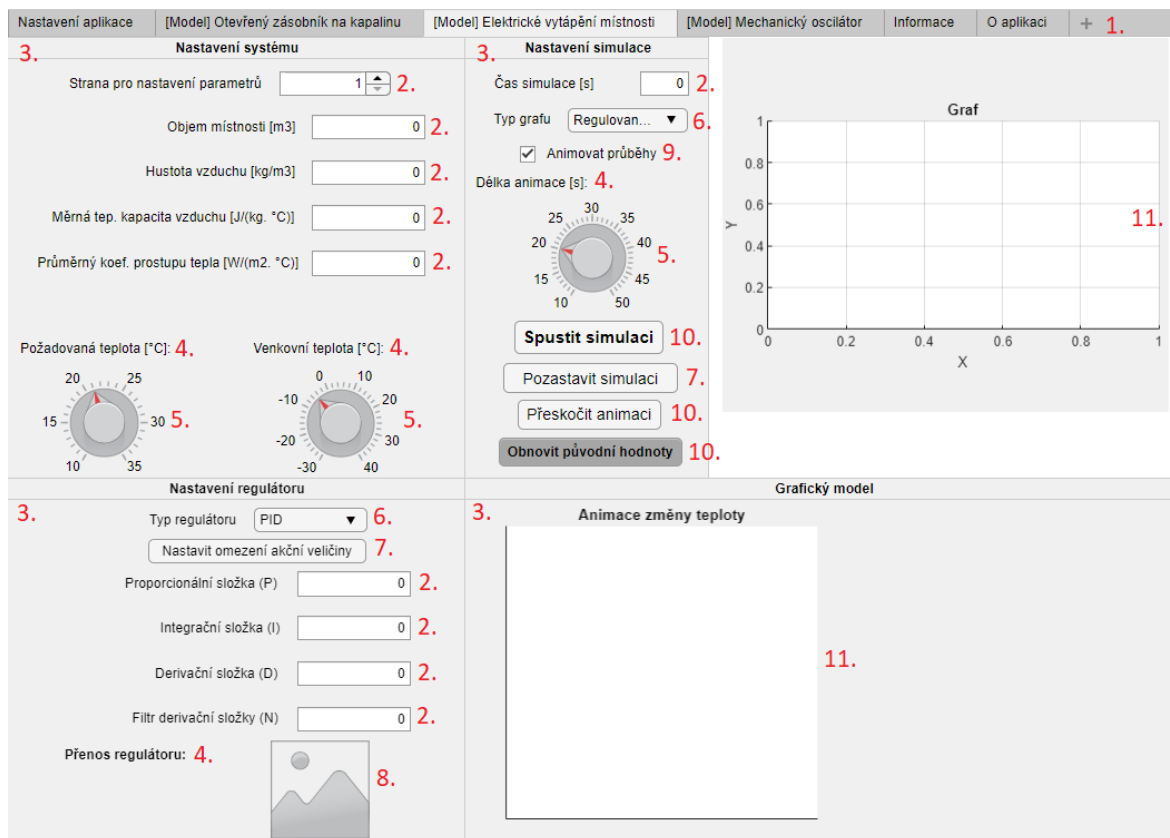 Nastavení aplikace [Model] Otevřený zásobník na kapalinu [Model] Elektrické vytápění místnosti [Model] Mechanický oscilátor Informace O aplikaci + 1.
3. Nastavení systému
Strana pro nastavení parametrů 1 2.
Objem místnosti [m3] 0 2.
Hustota vzduchu [kg/m3] 0 2.
Měrná tep. kapacita vzduchu [J/(kg. °C)] 0 2.
Průměrný koef. prostupu tepla [W/(m2. °C)] 0 2.
Požadovaná teplota [°C]: 4. Venkovní teplota [°C]: 4.
20 25
15 30 5.
10 35
0 10
-10 20
5.
-20 30
-30 40
3. Nastavení simulace
Čas simulace [s] 0 2.
Typ grafu Regulovan... ▼ 6.
Animovat průběhy 9.
Délka animace [s]: 4.
30
25 35
20 40 5.
15 45
10 50
Spustit simulaci 10.
Pozastavit simulaci 7.
Přeskočit animaci 10.
Obnovit původní hodnoty 10.
Graf
1
0.8
0.6
0.4
0.2
0
Y
0 0.2 0.4 0.6 0.8 1
X
11.
Nastavení regulátoru
3. Typ regulátoru PID ▼ 6.
Nastavit omezení akční veličiny 7.
Proporcionální složka (P) 0 2.
Integrační složka (I) 0 2.
Derivační složka (D) 0 2.
Filtr derivační složky (N) 0 2.
Přenos regulátoru: 4.
8.
Grafický model
3. Animace změny teploty
11.